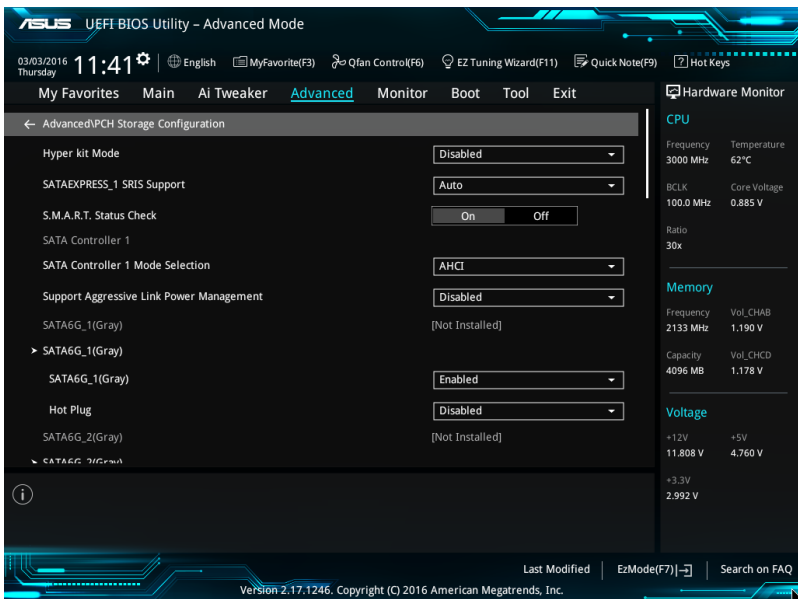 ASUS UEFI BIOS Utility – Advanced Mode
03/03/2016
Thursday
11:41
English
MyFavorite(F3)
Qfan Control(F6)
EZ Tuning Wizard(F11)
Quick Note(F9)
? Hot Keys
My Favorites Main Ai Tweaker Advanced Monitor Boot Tool Exit
Hardware Monitor
← Advanced\PCH Storage Configuration
Hyper kit Mode Disabled
SATAEXPRESS_1 SRIS Support Auto
S.M.A.R.T. Status Check On Off
SATA Controller 1
SATA Controller 1 Mode Selection AHCI
Support Aggressive Link Power Management Disabled
SATA6G_1(Gray) [Not Installed]
> SATA6G_1(Gray)
SATA6G_1(Gray) Enabled
Hot Plug Disabled
SATA6G_2(Gray) [Not Installed]
> SATA6G_2(Gray)
CPU
Frequency Temperature
3000 MHz 62°C
BCLK Core Voltage
100.0 MHz 0.885 V
Ratio
30x
Memory
Frequency Vol_CHAB
2133 MHz 1.190 V
Capacity Vol_CHCD
4096 MB 1.178 V
Voltage
+12V +5V
11.808 V 4.760 V
+3.3V
2.992 V
Last Modified EzMode(F7) Search on FAQ
Version 2.17.1246. Copyright (C) 2016 American Megatrends, Inc.